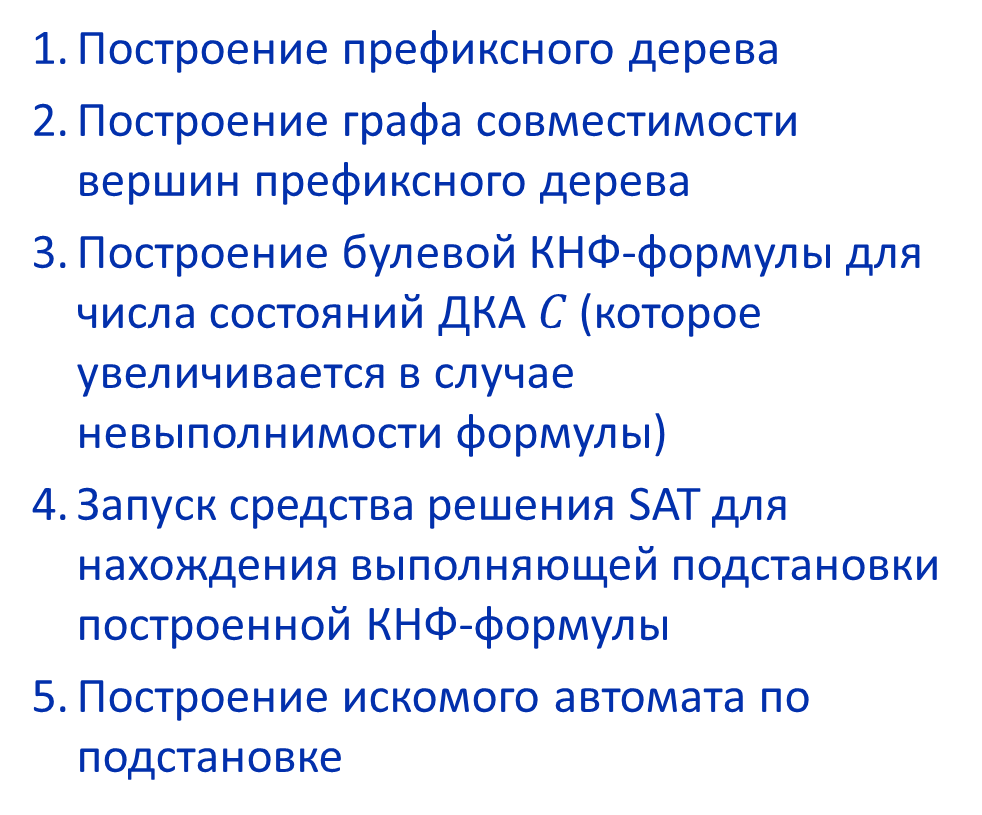 1. Построение префиксного дерева
2. Построение графа совместимости
вершин префиксного дерева
3. Построение булевой КНФ-формулы для
числа состояний ДКА C (которое
увеличивается в случае
невыполнимости формулы)
4. Запуск средства решения SAT для
нахождения выполняющей подстановки
построенной КНФ-формулы
5. Построение искомого автомата по
подстановке